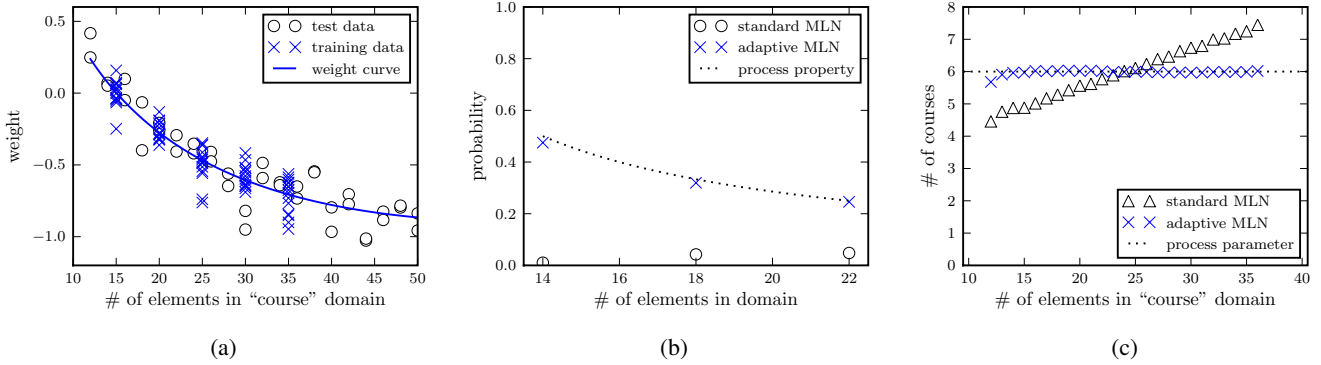 0.5
0.0
−0.5
−1.0
weight
10 15 20 25 30 35 40 45 50
# of elements in “course” domain
test data
training data
weight curve
(a)
1.0
0.8
0.6
0.4
0.2
0.0
probability
14 16 18 20 22
# of elements in domain
standard MLN
adaptive MLN
process property
(b)
8
7
6
5
4
3
2
1
0
# of courses
10 15 20 25 30 35 40
# of elements in “course” domain
standard MLN
adaptive MLN
process parameter
(c)